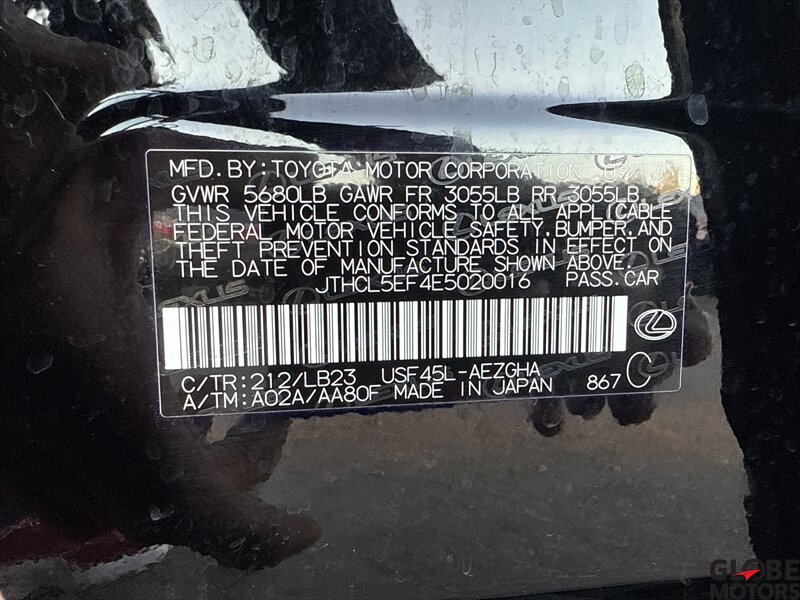 MFD. BY: TOYOTA MOTOR CORPORATION 09/13
GVWR 5680LB GAWR FR 3055LB RR 3055LB
THIS VEHICLE CONFORMS TO ALL APPLICABLE
FEDERAL MOTOR VEHICLE SAFETY, BUMPER, AND
THEFT PREVENTION STANDARDS IN EFFECT ON
THE DATE OF MANUFACTURE SHOWN ABOVE.
JTHCL5EF4E5020016 PASS. CAR
C/TR: 212/LB23 USF45L-AEZGHA
A/TM: A02A/AA80F MADE IN JAPAN 867
GLOBE
MOTORS